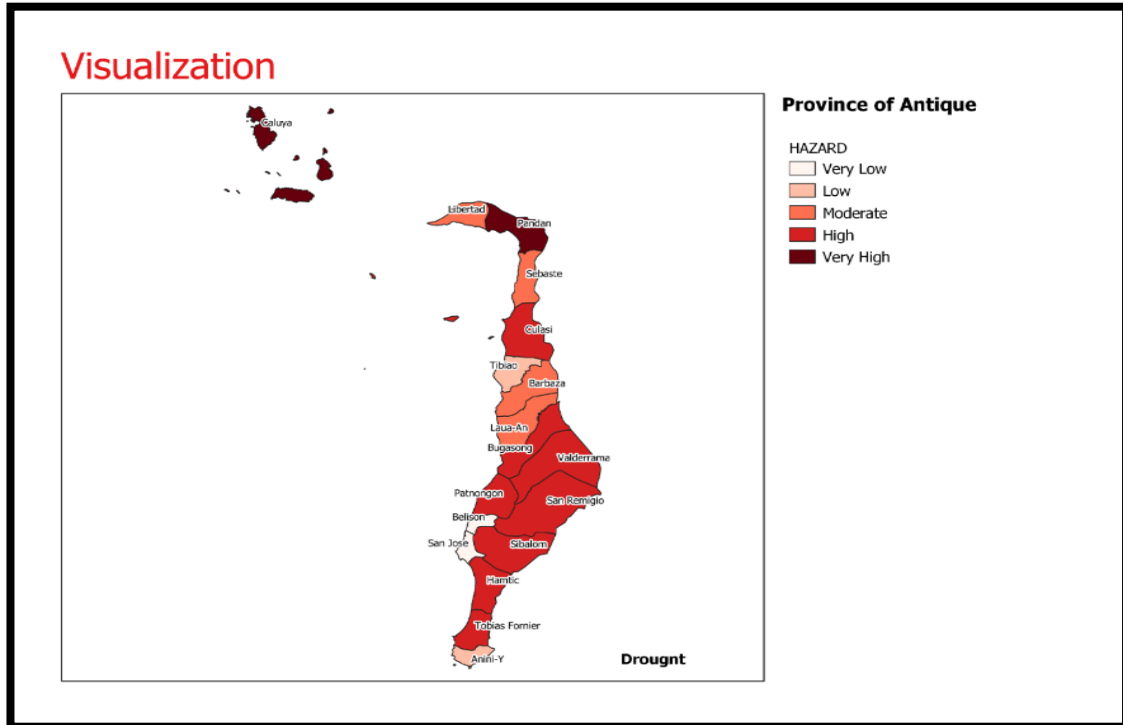 Visualization
Province of Antique
HAZARD
Very Low
Low
Moderate
High
Very High
Caluya
Libertad
Pandan
Sebaste
Culasi
Tibiao
Barbaza
Laua-An
Bugasong
Valderrama
Patnongon
San Remigio
Belison
San Jose
Sibalom
Hamtic
Tobias Fornier
Anini-Y
Drougnt